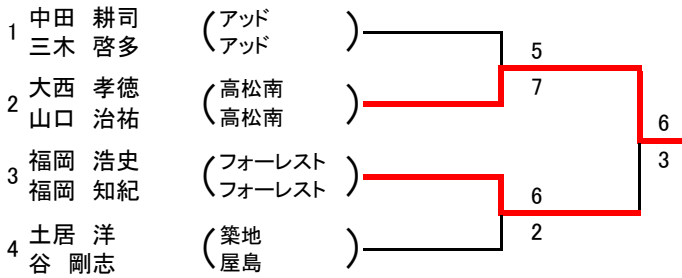 1 中田 耕司 (アッド)
三木 啓多 (アッド)
5
2 大西 孝徳 (高松南)
山口 治祐 (高松南)
7
6
3
3 福岡 浩史 (フォーレスト)
福岡 知紀 (フォーレスト)
6
4 土居 洋 (築地)
谷 剛志 (屋島)
2